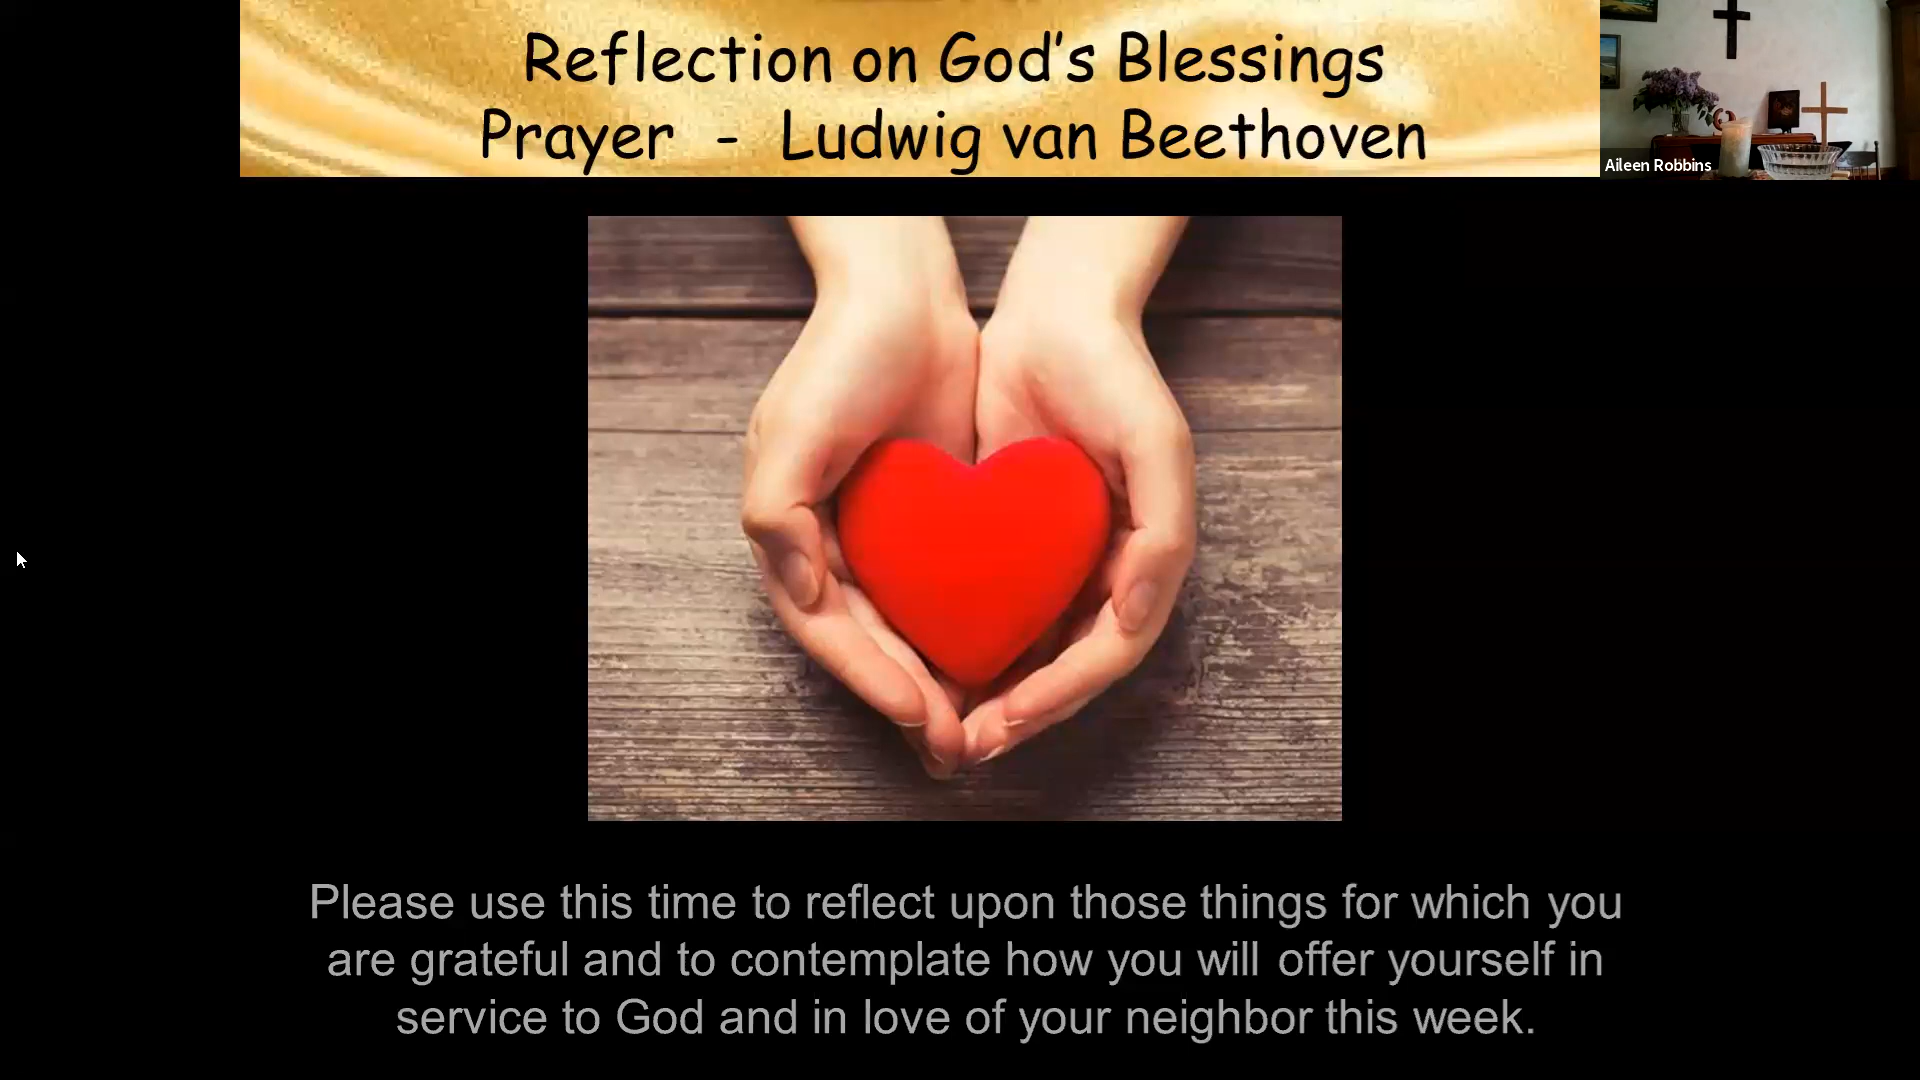 Reflection on God's Blessings
Prayer - Ludwig van Beethoven
Aileen Robbins
Please use this time to reflect upon those things for which you
are grateful and to contemplate how you will offer yourself in
service to God and in love of your neighbor this week.